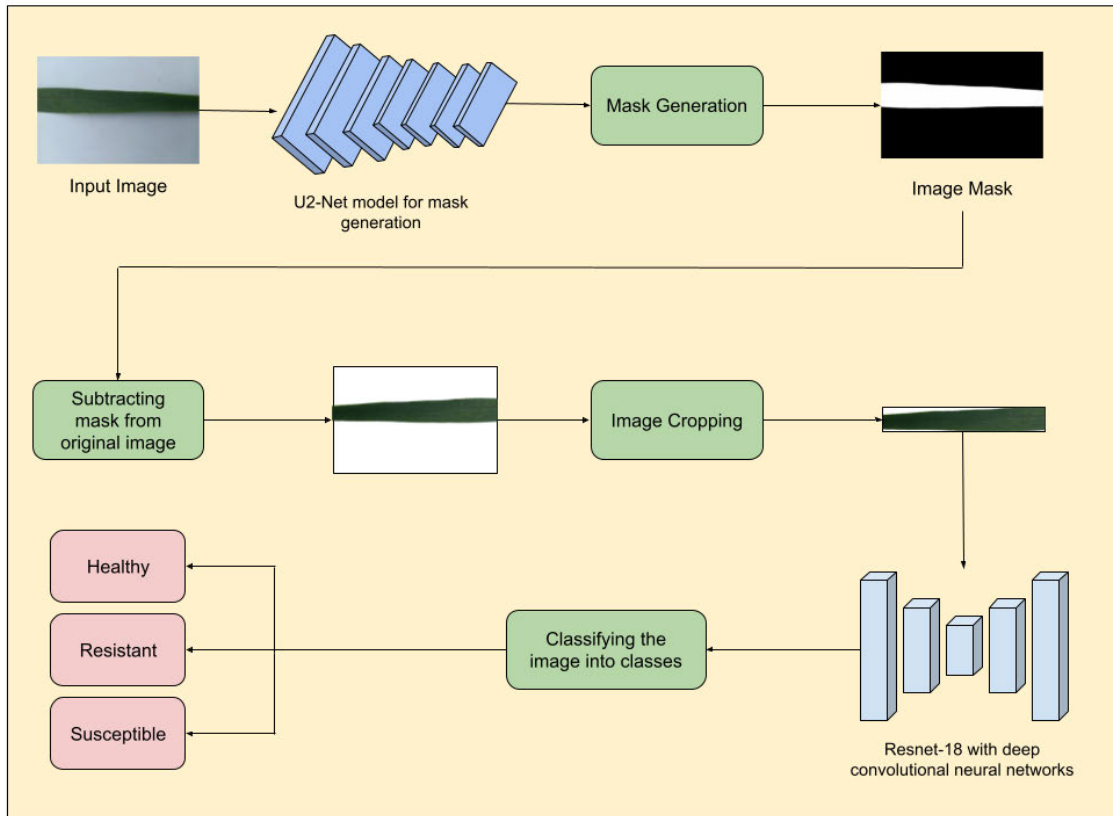 Input Image
U2-Net model for mask
generation
Mask Generation
Image Mask
Subtracting
mask from
original image
Image Cropping
Healthy
Resistant
Susceptible
Classifying the
image into classes
Resnet-18 with deep
convolutional neural networks